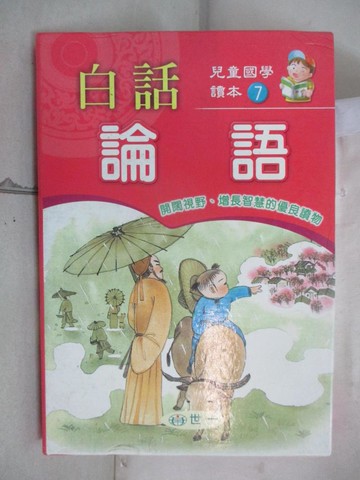 白話
兒童國學
讀本 7
論語
開闊視野、增長智慧的優良讀物
世一